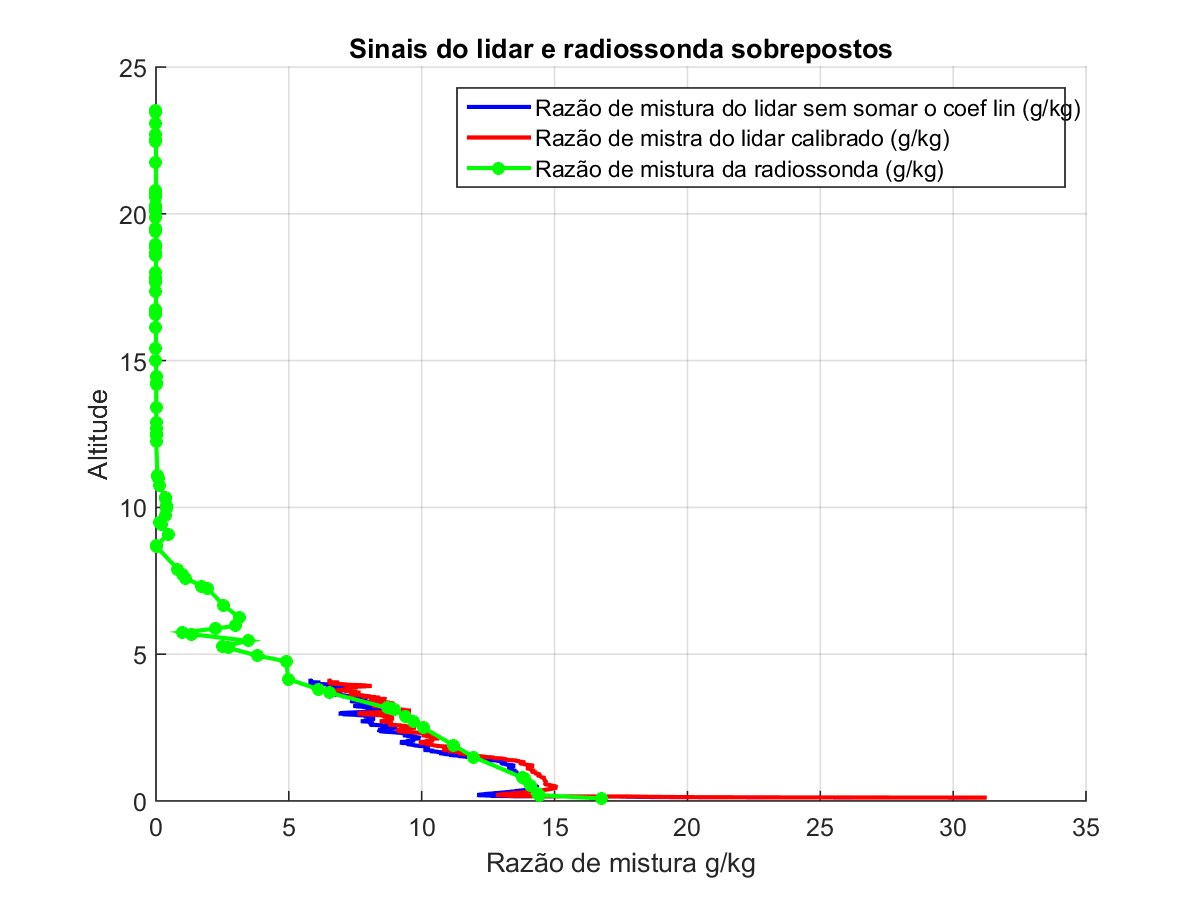 Sinais do lidar e radiossonda sobrepostos
25
20
15
10
5
0
Altitude
Razão de mistura do lidar sem somar o coef lin (g/kg)
Razão de mistra do lidar calibrado (g/kg)
Razão de mistura da radiossonda (g/kg)
0 5 10 15 20 25 30 35
Razão de mistura g/kg